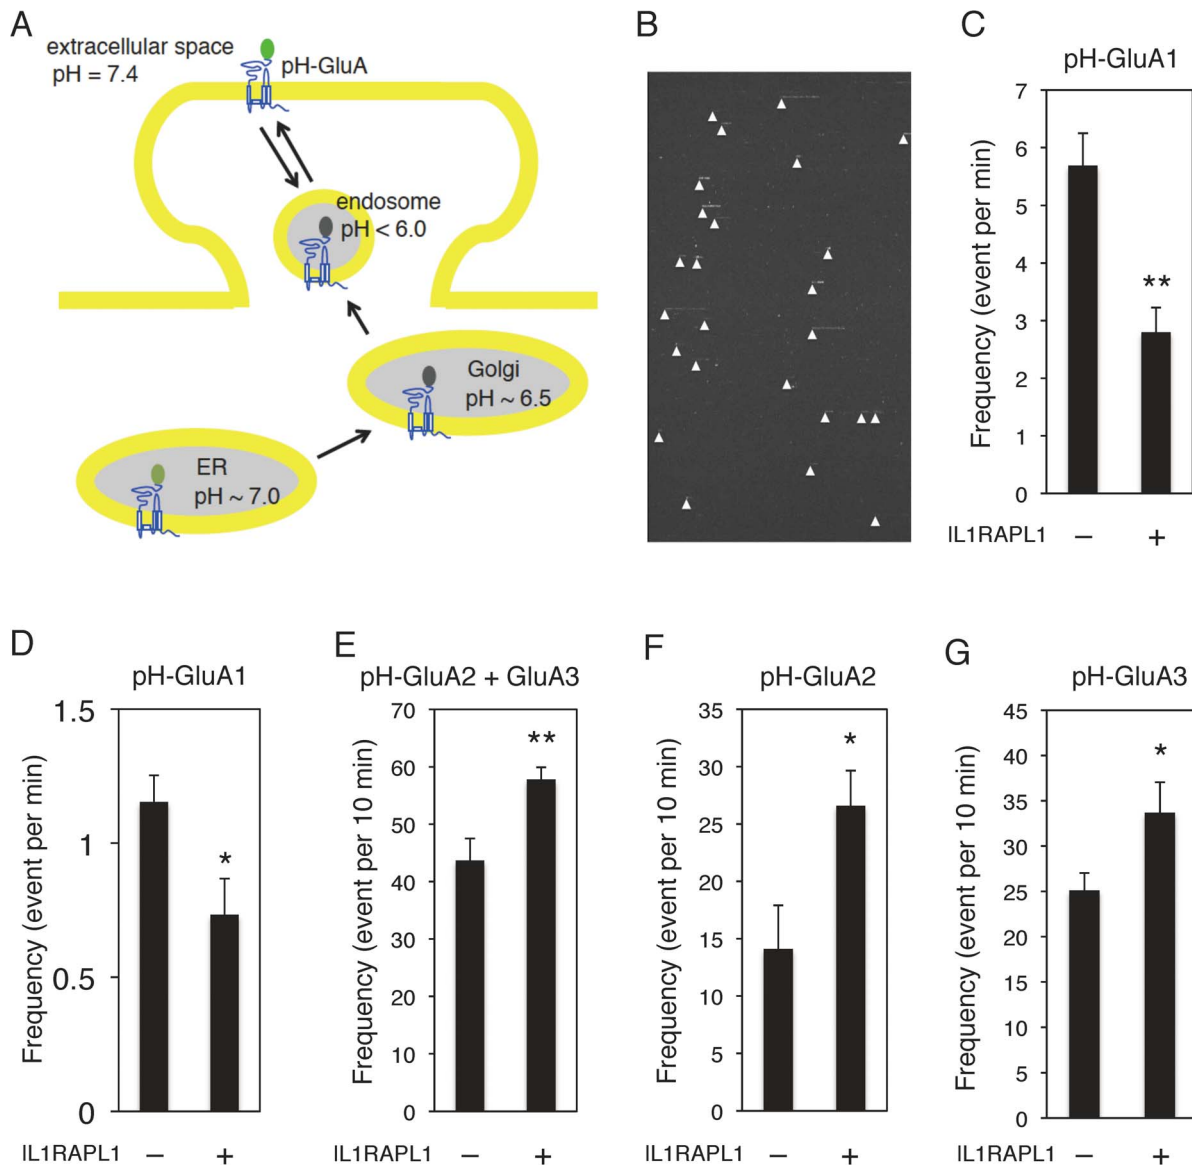 A
extracellular space
pH = 7.4
pH-GluA
endosome
pH < 6.0
Golgi
pH ~ 6.5
ER
pH ~ 7.0
B
C
pH-GluA1
Frequency (event per min)
7
6
5
4
3
2
1
0
**
IL1RAPL1 – +
D
pH-GluA1
Frequency (event per min)
1.5
1
0.5
0
*
IL1RAPL1 – +
E
pH-GluA2 + GluA3
Frequency (event per 10 min)
70
60
50
40
30
20
10
0
**
IL1RAPL1 – +
F
pH-GluA2
Frequency (event per 10 min)
35
30
25
20
15
10
5
0
*
IL1RAPL1 – +
G
pH-GluA3
Frequency (event per 10 min)
45
40
35
30
25
20
15
10
5
0
*
IL1RAPL1 – +